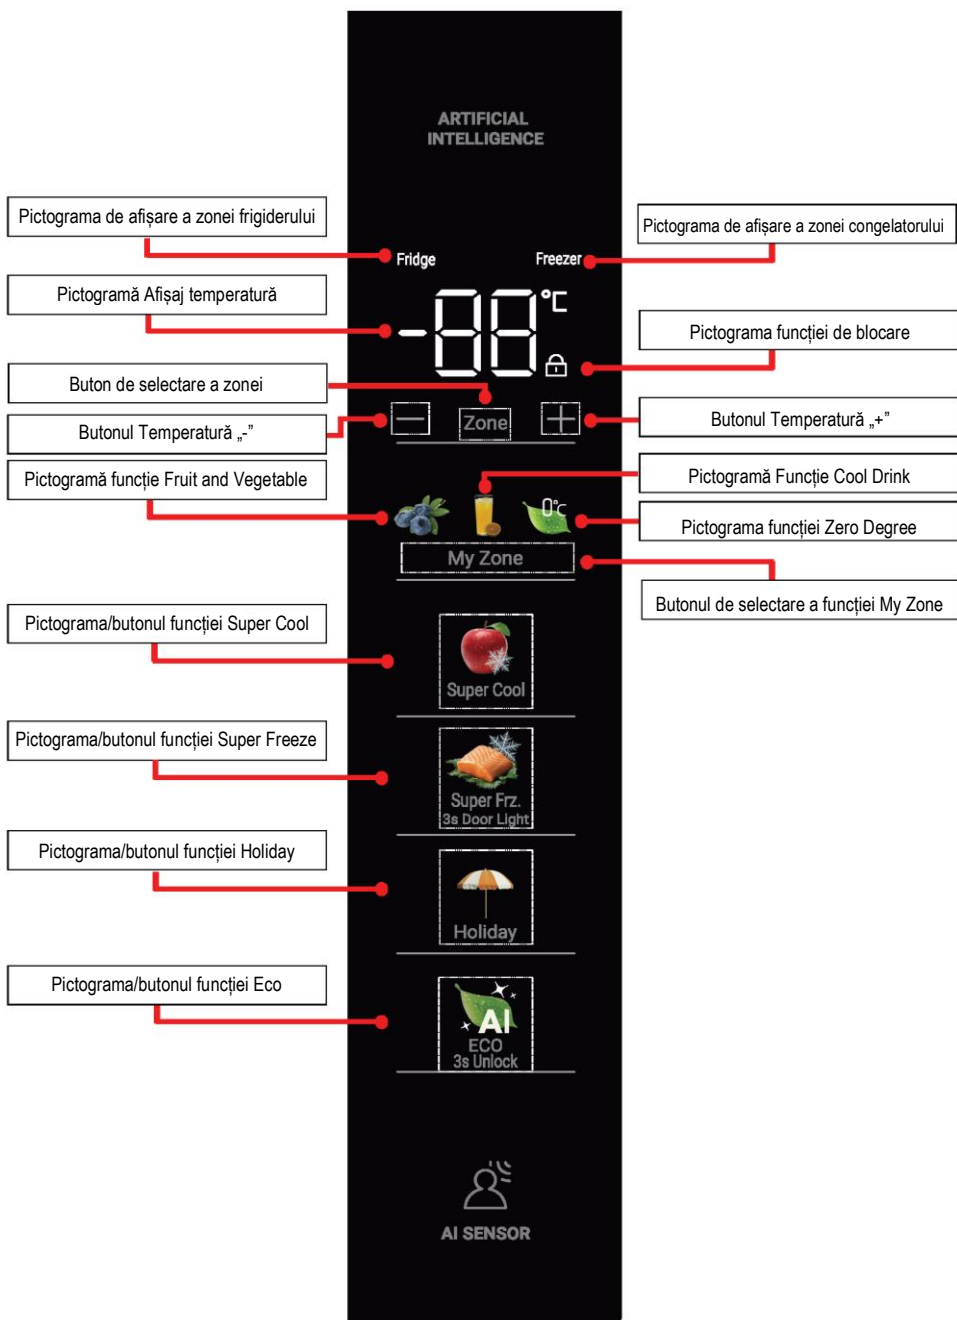 ARTIFICIAL
INTELLIGENCE
Pictograma de afișare a zonei frigiderului
Pictograma de afișare a zonei congelatorului
Fridge
Freezer
Pictogramă Afișaj temperatură
-88°C
Pictograma funcției de blocare
Buton de selectare a zonei
Butonul Temperatură „-”
Zone
Butonul Temperatură „+”
Pictogramă funcție Fruit and Vegetable
Pictogramă Funcție Cool Drink
0°c
Pictograma funcției Zero Degree
My Zone
Butonul de selectare a funcției My Zone
Pictograma/butonul funcției Super Cool
Super Cool
Pictograma/butonul funcției Super Freeze
Super Frz.
3s Door Light
Pictograma/butonul funcției Holiday
Holiday
Pictograma/butonul funcției Eco
AI
ECO
3s Unlock
AI SENSOR